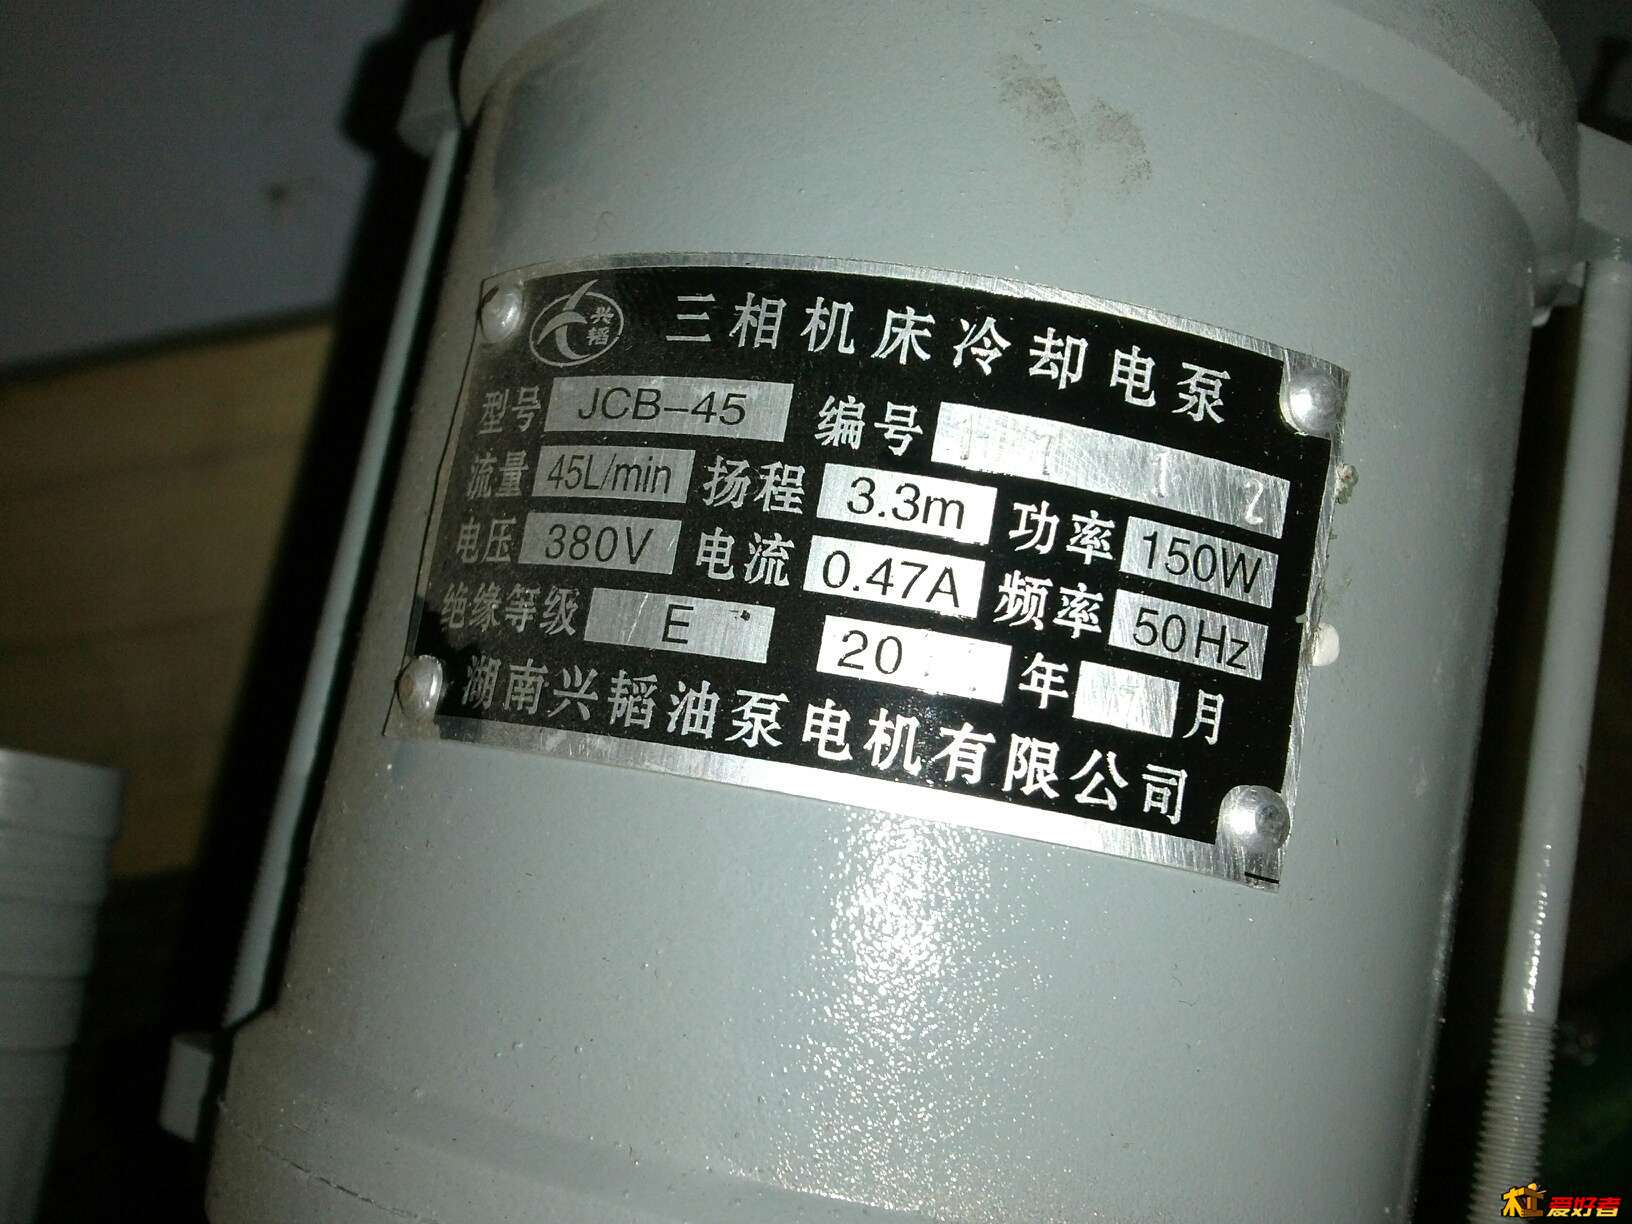 兴韬
三相机床冷却电泵
型号 JCB-45 编号
流量 45L/min 扬程 3.3m 功率 150W
电压 380V 电流 0.47A 频率 50Hz
绝缘等级 E 20 年 7 月
湖南兴韬油泵电机有限公司
木工爱好者